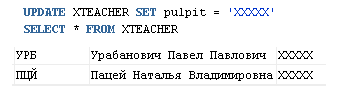 UPDATE XTEACHER SET pulpit = 'XXXXX'
SELECT * FROM XTEACHER
УРБ Урабанович Павел Павлович XXXXX
ПЦЙ Пацей Наталья Владимировна XXXXX